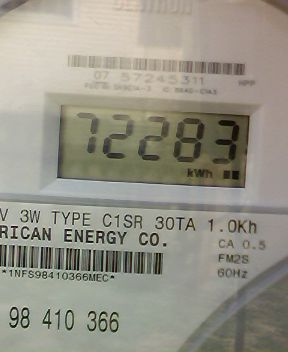 07 57245311
72283
kWh
V 3W TYPE C1SR 30TA 1.0Kh
RICAN ENERGY CO.
CA 0.5
FM2S
60Hz
*1NFS98410366MEC*
98 410 366